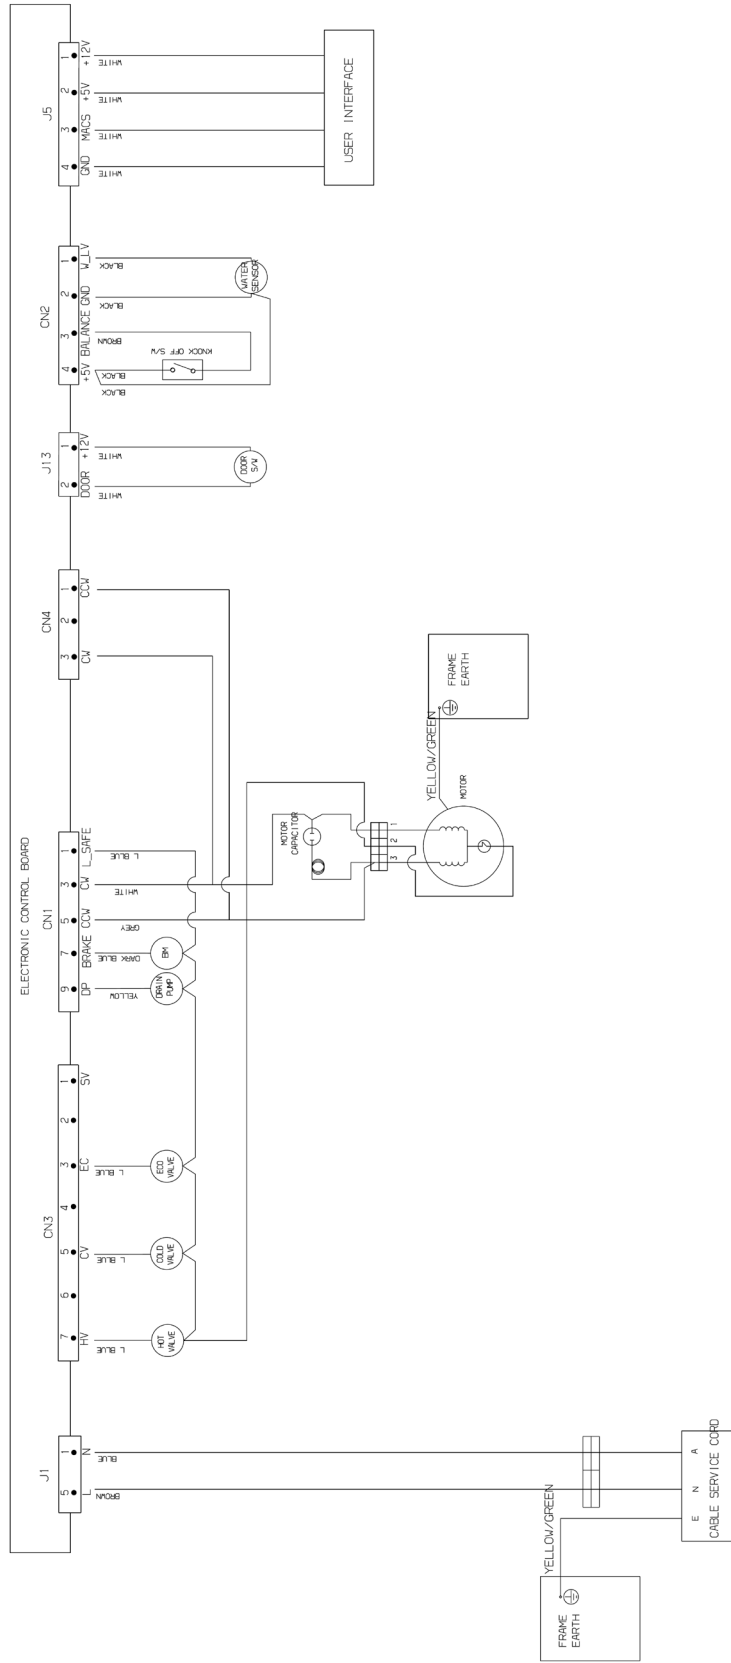 ELECTRONIC CONTROL BOARD
J1
5
1
L
N
BROWN
BLUE
CN3
7
6
5
4
3
2
1
HV
CV
EC
SV
L BLUE
L BLUE
L BLUE
HOT
VALVE
COLD
VALVE
ECO
VALVE
CN1
9
7
5
3
1
DP
BRAKE
CCW
CW
L_SAFE
YELLOW
DARK BLUE
GREY
WHITE
L BLUE
DRAIN
PUMP
BM
CN4
3
2
1
CW
CCW
J13
2
1
DOOR
+12V
WHITE
WHITE
DOOR
S/W
CN2
4
3
2
1
+5V
BALANCE
GND
W_LV
BLACK
BLACK
BROWN
BLACK
BLACK
KNOCK OFF S/W
WATER
SENSOR
J5
4
3
2
1
GND
MACS
+5V
+12V
WHITE
WHITE
WHITE
WHITE
USER INTERFACE
MOTOR
CAPACITOR
3
2
1
MOTOR
YELLOW/GREEN
FRAME
EARTH
YELLOW/GREEN
FRAME
EARTH
E
N
A
CABLE SERVICE CORD